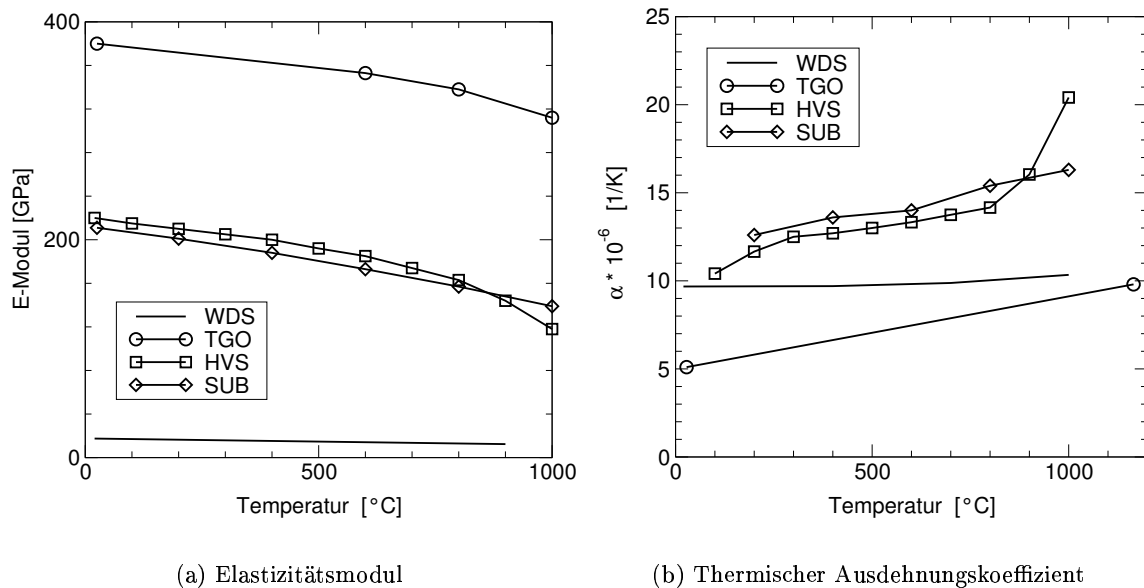 400
200
0
E-Modul [GPa]
WDS
TGO
HVS
SUB
0
500
1000
Temperatur [°C]
(a) Elastizitätsmodul
25
20
15
10
5
0
α * 10⁻⁶ [1/K]
WDS
TGO
HVS
SUB
0
500
1000
Temperatur [°C]
(b) Thermischer Ausdehnungskoeffizient